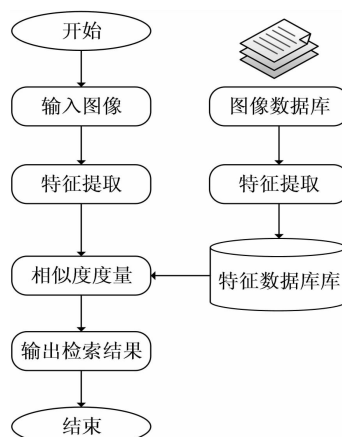 开始
输入图像
图像数据库
特征提取
特征提取
相似度度量
特征数据库库
输出检索结果
结束